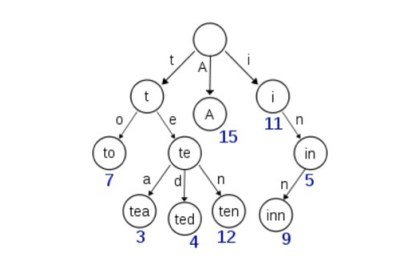 t A i
t A i
15 11
o e n
to te in
7 5
a d n n
tea ted ten inn
3 4 12 9